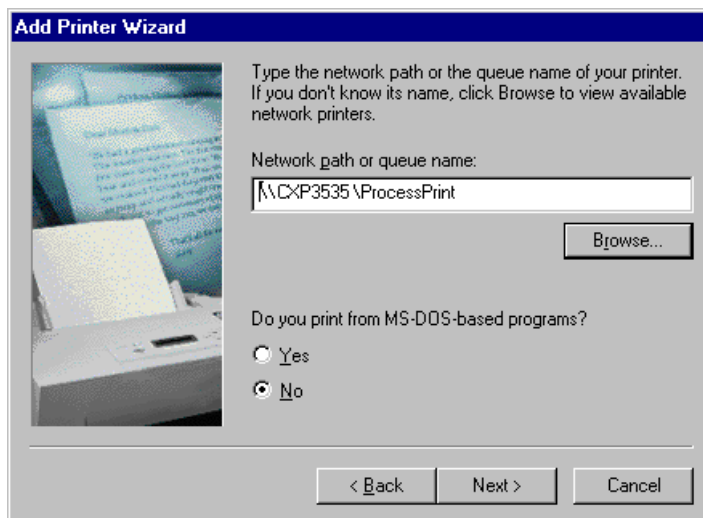 Add Printer Wizard
Type the network path or the queue name of your printer.
If you don't know its name, click Browse to view available
network printers.
Network path or queue name:
\\CXP3535\ProcessPrint
Browse...
Do you print from MS-DOS-based programs?
Yes
No
< Back
Next >
Cancel